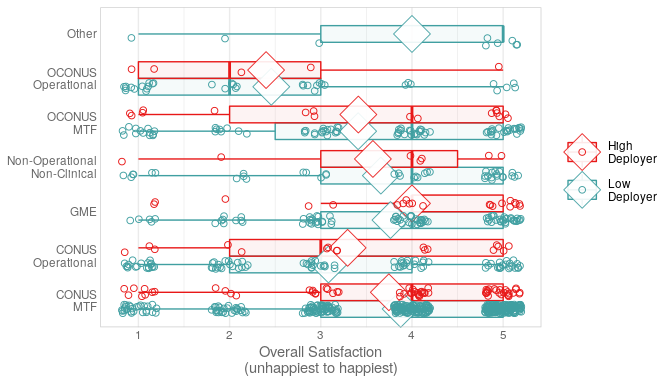 Other
OCONUS
Operational
OCONUS
MTF
Non-Operational
Non-Clinical
GME
CONUS
Operational
CONUS
MTF
1 2 3 4 5
Overall Satisfaction
(unhappiest to happiest)
High
Deployer
Low
Deployer